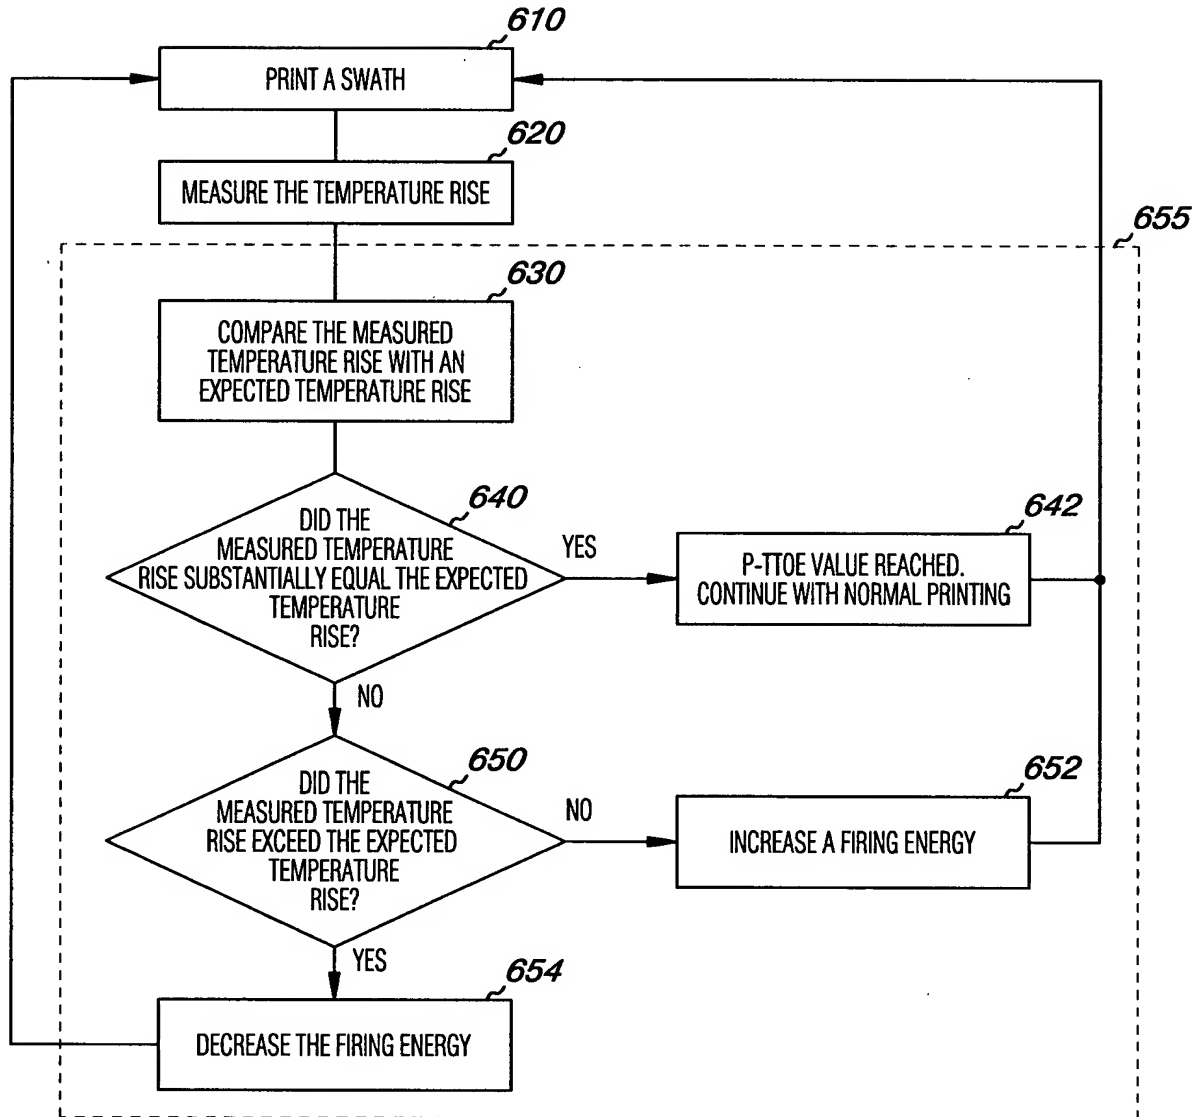 610
PRINT A SWATH
620
MEASURE THE TEMPERATURE RISE
655
630
COMPARE THE MEASURED
TEMPERATURE RISE WITH AN
EXPECTED TEMPERATURE RISE
640
DID THE
MEASURED TEMPERATURE
RISE SUBSTANTIALLY EQUAL THE EXPECTED
TEMPERATURE
RISE?
YES
642
P-TTOE VALUE REACHED.
CONTINUE WITH NORMAL PRINTING
NO
650
DID THE
MEASURED TEMPERATURE
RISE EXCEED THE EXPECTED
TEMPERATURE
RISE?
NO
652
INCREASE A FIRING ENERGY
YES
654
DECREASE THE FIRING ENERGY